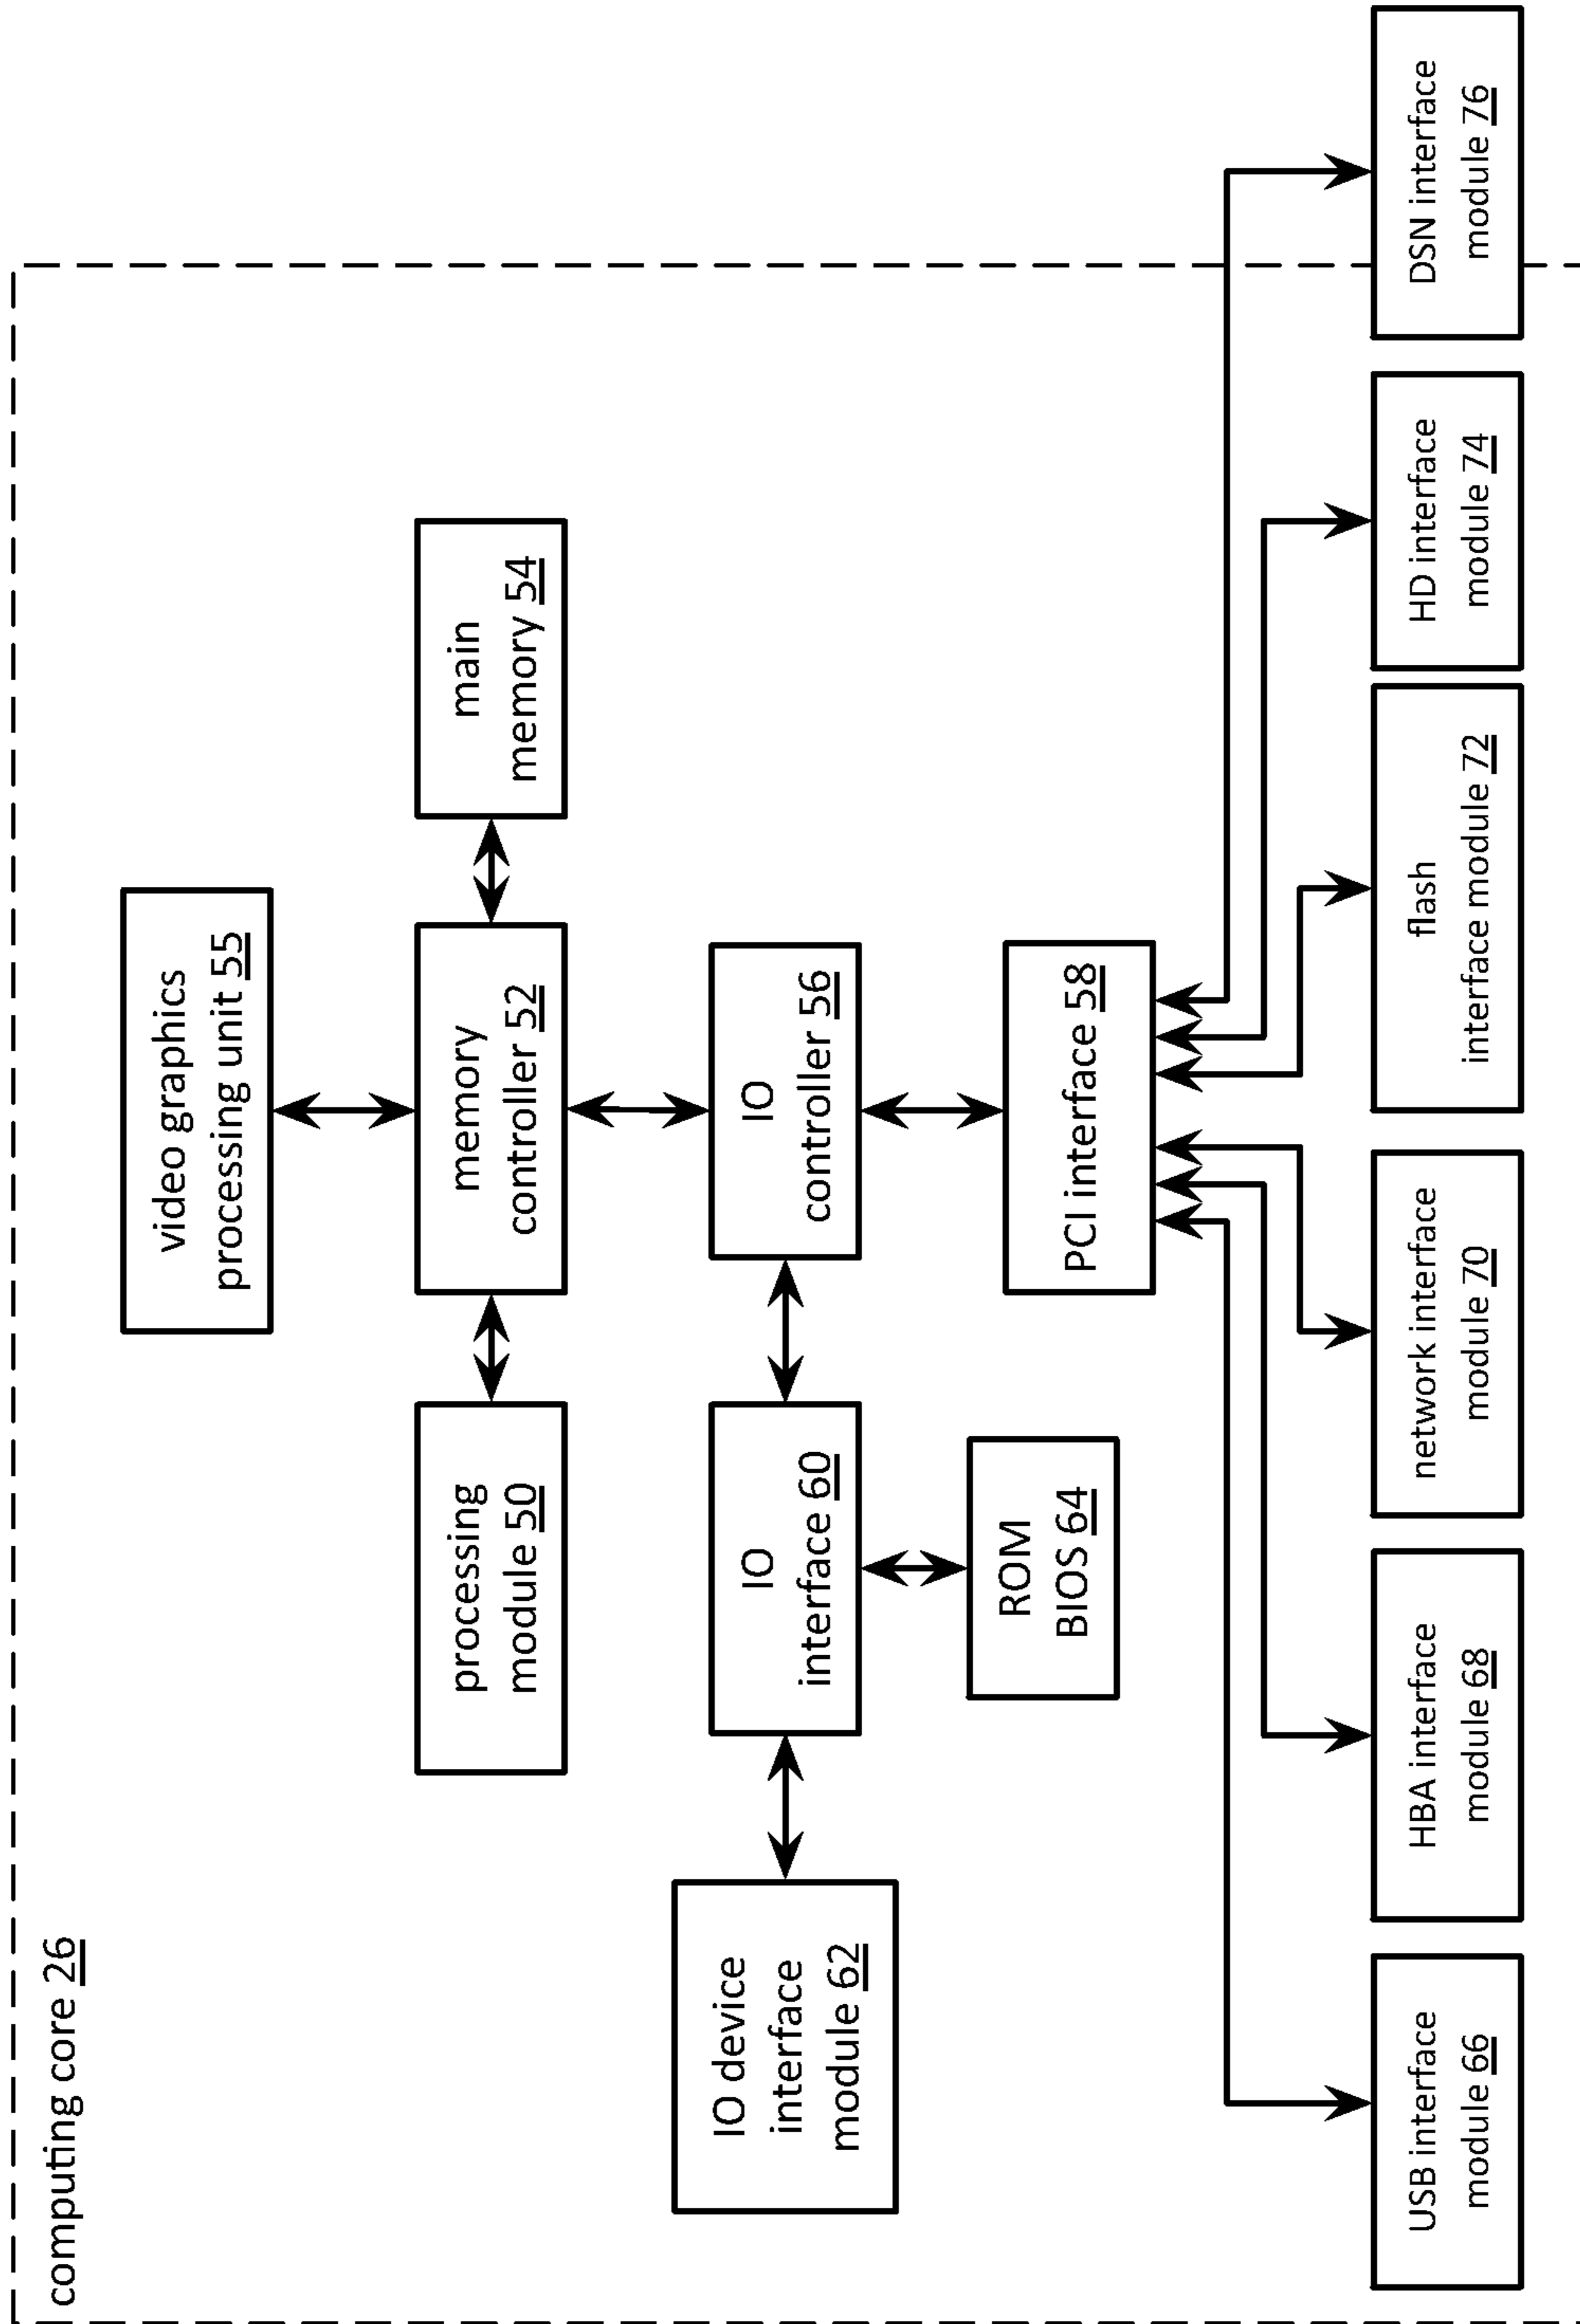 computing core 26
video graphics
processing unit 55
processing
module 50
memory
controller 52
main
memory 54
IO device
interface
module 62
IO
interface 60
IO
controller 56
ROM
BIOS 64
PCI interface 58
USB interface
module 66
HBA interface
module 68
network interface
module 70
flash
interface module 72
HD interface
module 74
DSN interface
module 76